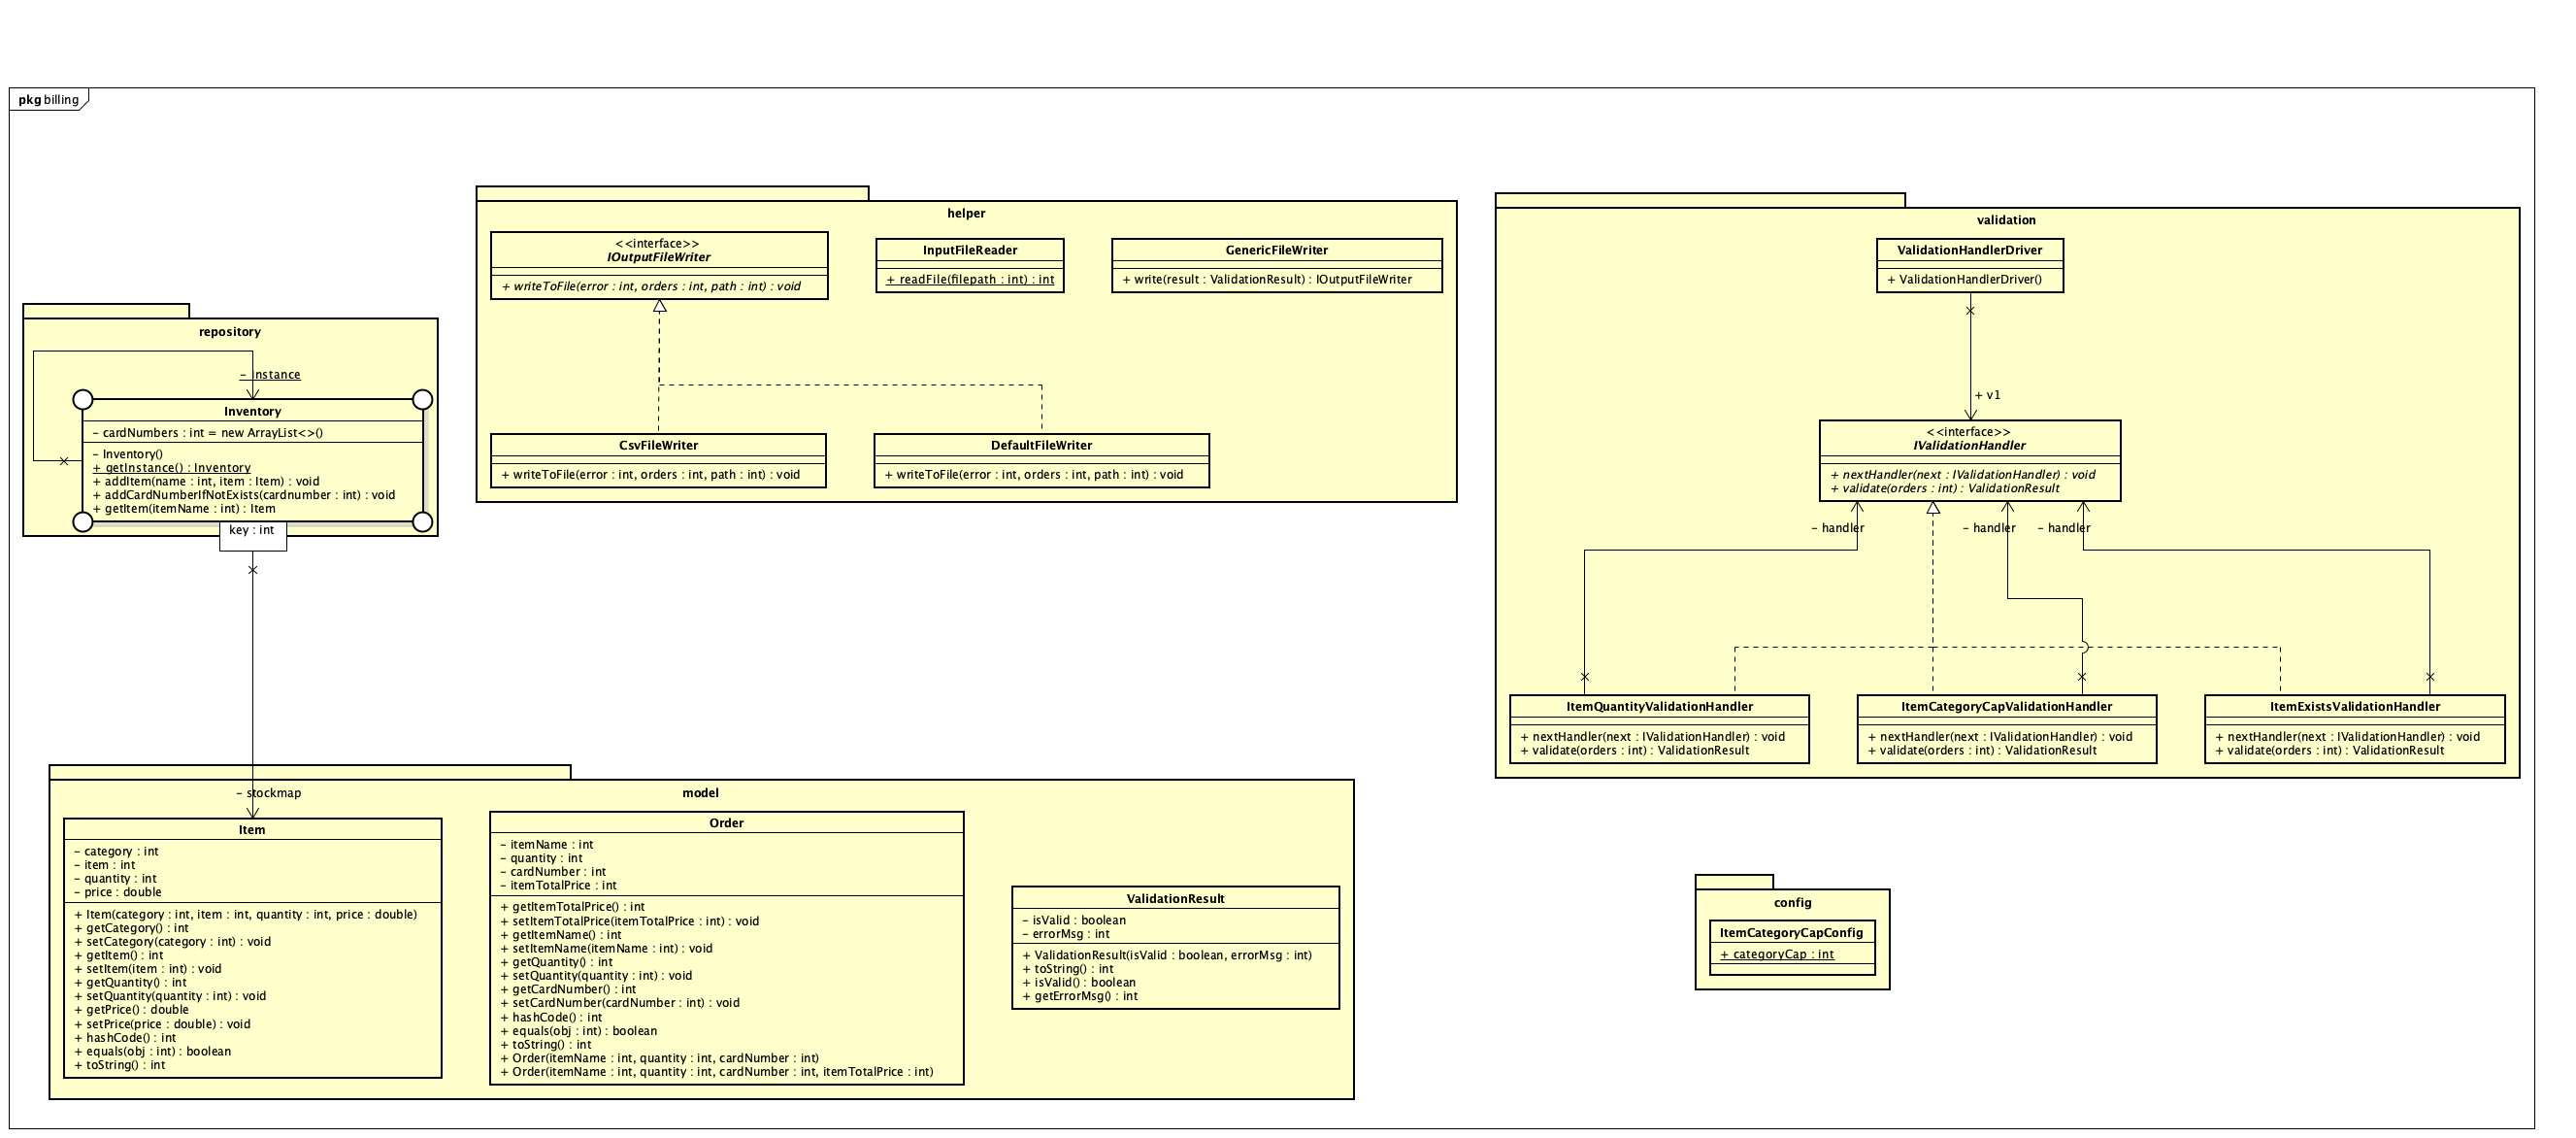 pkg billing
repository
- instance
Inventory
- cardNumbers : int = new ArrayList<>()
- Inventory()
+ getInstance() : Inventory
+ addItem(name : int, item : Item) : void
+ addCardNumberIfNotExists(cardnumber : int) : void
+ getItem(itemName : int) : Item
key : int
helper
<<interface>>
IOutputFileWriter
+ writeToFile(error : int, orders : int, path : int) : void
InputFileReader
+ readFile(filepath : int) : int
GenericFileWriter
+ write(result : ValidationResult) : IOutputFileWriter
CsvFileWriter
+ writeToFile(error : int, orders : int, path : int) : void
DefaultFileWriter
+ writeToFile(error : int, orders : int, path : int) : void
validation
ValidationHandlerDriver
+ ValidationHandlerDriver()
+ v1
<<interface>>
IValidationHandler
+ nextHandler(next : IValidationHandler) : void
+ validate(orders : int) : ValidationResult
- handler
- handler
- handler
ItemQuantityValidationHandler
+ nextHandler(next : IValidationHandler) : void
+ validate(orders : int) : ValidationResult
ItemCategoryCapValidationHandler
+ nextHandler(next : IValidationHandler) : void
+ validate(orders : int) : ValidationResult
ItemExistsValidationHandler
+ nextHandler(next : IValidationHandler) : void
+ validate(orders : int) : ValidationResult
model
- stockmap
Item
- category : int
- item : int
- quantity : int
- price : double
+ Item(category : int, item : int, quantity : int, price : double)
+ getCategory() : int
+ setCategory(category : int) : void
+ getItem() : int
+ setItem(item : int) : void
+ getQuantity() : int
+ setQuantity(quantity : int) : void
+ getPrice() : double
+ setPrice(price : double) : void
+ hashCode() : int
+ equals(obj : int) : boolean
+ toString() : int
Order
- itemName : int
- quantity : int
- cardNumber : int
- itemTotalPrice : int
+ getItemTotalPrice() : int
+ setItemTotalPrice(itemTotalPrice : int) : void
+ getItemName() : int
+ setItemName(itemName : int) : void
+ getQuantity() : int
+ setQuantity(quantity : int) : void
+ getCardNumber() : int
+ setCardNumber(cardNumber : int) : void
+ hashCode() : int
+ equals(obj : int) : boolean
+ toString() : int
+ Order(itemName : int, quantity : int, cardNumber : int)
+ Order(itemName : int, quantity : int, cardNumber : int, itemTotalPrice : int)
ValidationResult
- isValid : boolean
- errorMsg : int
+ ValidationResult(isValid : boolean, errorMsg : int)
+ toString() : int
+ isValid() : boolean
+ getErrorMsg() : int
config
ItemCategoryCapConfig
+ categoryCap : int